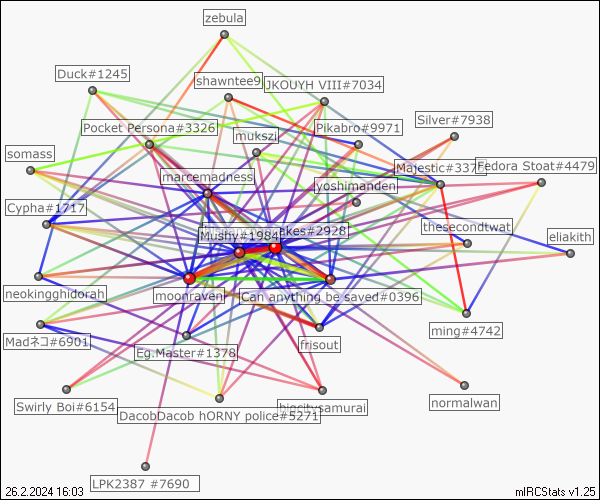 zebula
Duck#1245
shawntee9
JKOUYH VIII#7034
Silver#7938
Pocket Persona#3326
mukszi
Pikabro#9971
somass
Majestic#337
Fedora Stoat#4479
marcemadness
yoshimanden
Cypha#1717
Mushy#1984
akes#2928
thesecondtwat
eliakith
neokingghidorah
moonraven
Can anything be saved#0396
ming#4742
Madネコ#6901
Eg.Master#1378
frisout
Swirly Boi#6154
DacobDacob hORNY police#5271
bigcitysamurai
normalwan
LPK2387 #7690
26.2.2024 16:03
mIRCStats v1.25